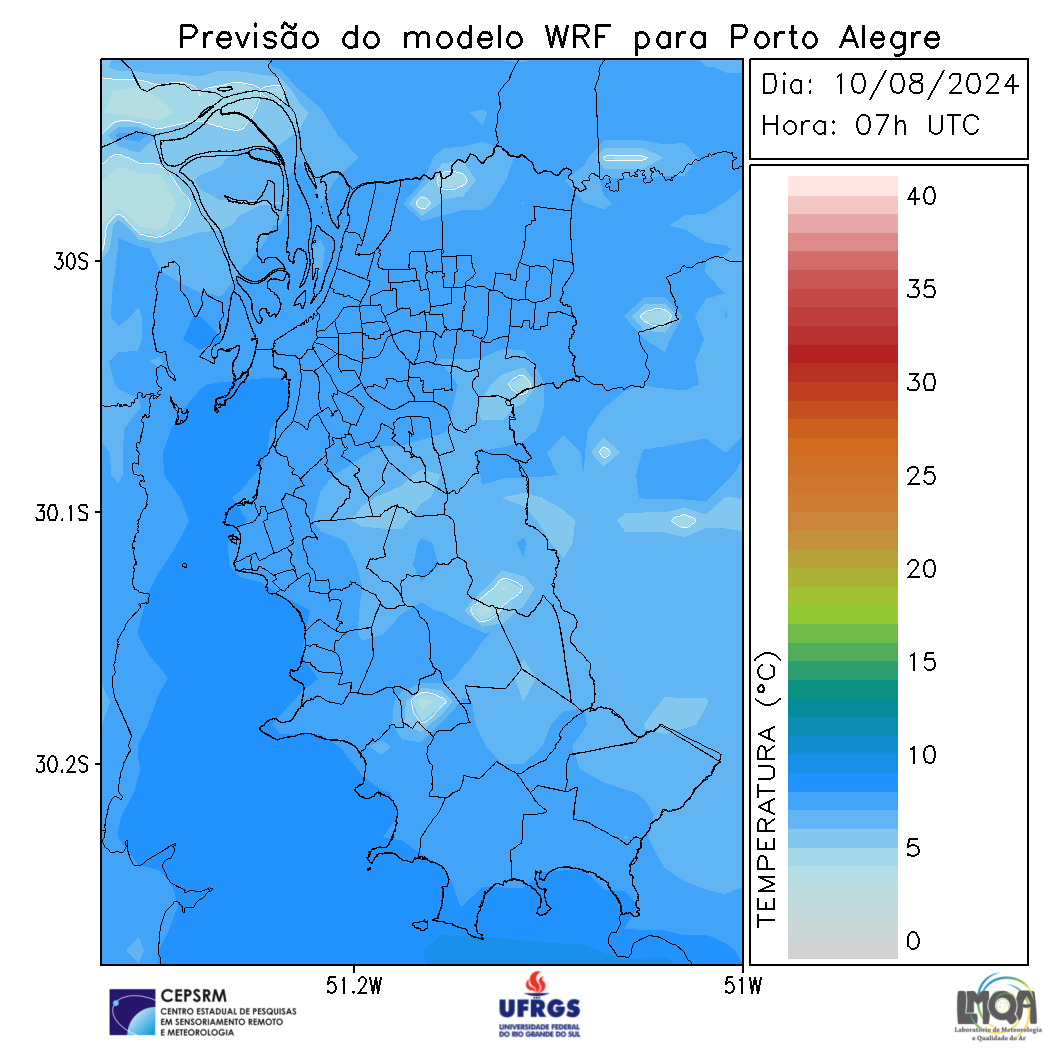 Previsão do modelo WRF para Porto Alegre
Dia: 10/08/2024
Hora: 07h UTC
30S
30.1S
30.2S
51.2W
51W
TEMPERATURA (°C)
40
35
30
25
20
15
10
5
0
CEPSRM
CENTRO ESTADUAL DE PESQUISAS
EM SENSORIAMENTO REMOTO
E METEOROLOGIA
UFRGS
UNIVERSIDADE FEDERAL
DO RIO GRANDE DO SUL
LMQA
Laboratório de Meteorologia
e Qualidade do Ar